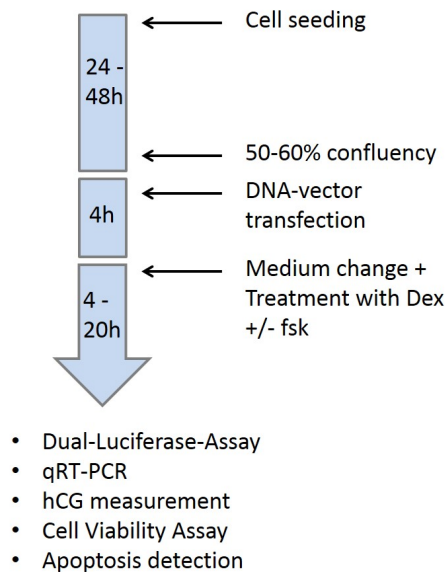 Cell seeding
24 -
48h
50-60% confluency
DNA-vector
transfection
4h
Medium change +
Treatment with Dex
+/- fsk
4 -
20h
• Dual-Luciferase-Assay
• qRT-PCR
• hCG measurement
• Cell Viability Assay
• Apoptosis detection